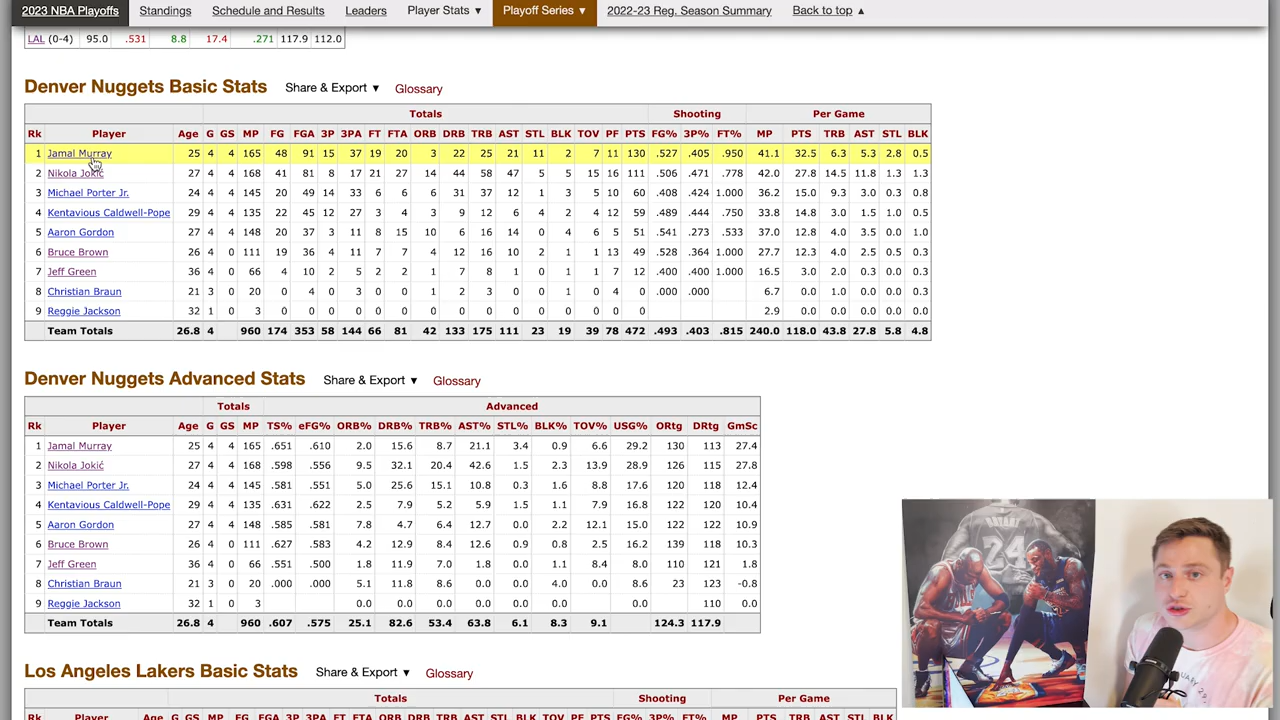 2023 NBA Playoffs Standings Schedule and Results Leaders Player Stats ▼ Playoff Series ▼ 2022-23 Reg. Season Summary Back to top ▲
LAL (0-4) 95.0 .531 8.8 17.4 .271 117.9 112.0
Denver Nuggets Basic Stats Share & Export ▼ Glossary
Totals Shooting Per Game
Rk Player Age G GS MP FG FGA 3P 3PA FT FTA ORB DRB TRB AST STL BLK TOV PF PTS FG% 3P% FT% MP PTS TRB AST STL BLK
1 Jamal Murray 25 4 4 165 48 91 15 37 19 20 3 22 25 21 11 2 7 11 130 .527 .405 .950 41.1 32.5 6.3 5.3 2.8 0.5
2 Nikola Jokić 27 4 4 168 41 81 8 17 21 27 14 44 58 47 5 5 15 16 111 .506 .471 .778 42.0 27.8 14.5 11.8 1.3 1.3
3 Michael Porter Jr. 24 4 4 145 20 49 14 33 6 6 6 31 37 12 1 3 5 10 60 .408 .424 1.000 36.2 15.0 9.3 3.0 0.3 0.8
4 Kentavious Caldwell-Pope 29 4 4 135 22 45 12 27 3 4 3 9 12 6 4 2 4 12 59 .489 .444 .750 33.8 14.8 3.0 1.5 1.0 0.5
5 Aaron Gordon 27 4 4 148 20 37 3 11 8 15 10 6 16 14 0 4 6 5 51 .541 .273 .533 37.0 12.8 4.0 3.5 0.0 1.0
6 Bruce Brown 26 4 0 111 19 36 4 11 7 7 4 12 16 10 2 1 1 13 49 .528 .364 1.000 27.7 12.3 4.0 2.5 0.5 0.3
7 Jeff Green 36 4 0 66 4 10 2 5 2 2 1 7 8 1 0 1 1 7 12 .400 .400 1.000 16.5 3.0 2.0 0.3 0.0 0.3
8 Christian Braun 21 3 0 20 0 4 0 3 0 0 1 2 3 0 0 1 0 4 0 .000 .000 6.7 0.0 1.0 0.0 0.0 0.3
9 Reggie Jackson 32 1 0 3 0 0 0 0 0 0 0 0 0 0 0 0 0 0 0 2.9 0.0 0.0 0.0 0.0 0.0
Team Totals 26.8 4 960 174 353 58 144 66 81 42 133 175 111 23 19 39 78 472 .493 .403 .815 240.0 118.0 43.8 27.8 5.8 4.8
Denver Nuggets Advanced Stats Share & Export ▼ Glossary
Totals Advanced
Rk Player Age G GS MP TS% eFG% ORB% DRB% TRB% AST% STL% BLK% TOV% USG% ORtg DRtg GmSc
1 Jamal Murray 25 4 4 165 .651 .610 2.0 15.6 8.7 21.1 3.4 0.9 6.6 29.2 130 113 27.4
2 Nikola Jokić 27 4 4 168 .598 .556 9.5 32.1 20.4 42.6 1.5 2.3 13.9 28.9 126 115 27.8
3 Michael Porter Jr. 24 4 4 145 .581 .551 5.0 25.6 15.1 10.8 0.3 1.6 8.8 17.6 120 118 12.4
4 Kentavious Caldwell-Pope 29 4 4 135 .631 .622 2.5 7.9 5.2 5.9 1.5 1.1 7.9 16.8 122 120 10.4
5 Aaron Gordon 27 4 4 148 .585 .581 7.8 4.7 6.4 12.7 0.0 2.2 12.1 15.0 122 122 10.9
6 Bruce Brown 26 4 0 111 .627 .583 4.2 12.9 8.4 12.6 0.9 0.8 2.5 16.2 139 118 10.3
7 Jeff Green 36 4 0 66 .551 .500 1.8 11.9 7.0 1.8 0.0 1.1 8.4 8.0 110 121 1.8
8 Christian Braun 21 3 0 20 .000 .000 5.1 11.8 8.6 0.0 0.0 4.0 0.0 8.6 23 123 -0.8
9 Reggie Jackson 32 1 0 3 0.0 0.0 0.0 0.0 0.0 0.0 0.0 110 0.0
Team Totals 26.8 4 960 .607 .575 25.1 82.6 53.4 63.8 6.1 8.3 9.1 124.3 117.9
Los Angeles Lakers Basic Stats Share & Export ▼ Glossary
Totals Shooting Per Game
Rk Player Age G GS MP FG FGA 3P 3PA FT FTA ORB DRB TRB AST STL BLK TOV PF PTS FG% 3P% FT% MP PTS TRB AST STL BLK
BRYANT
24